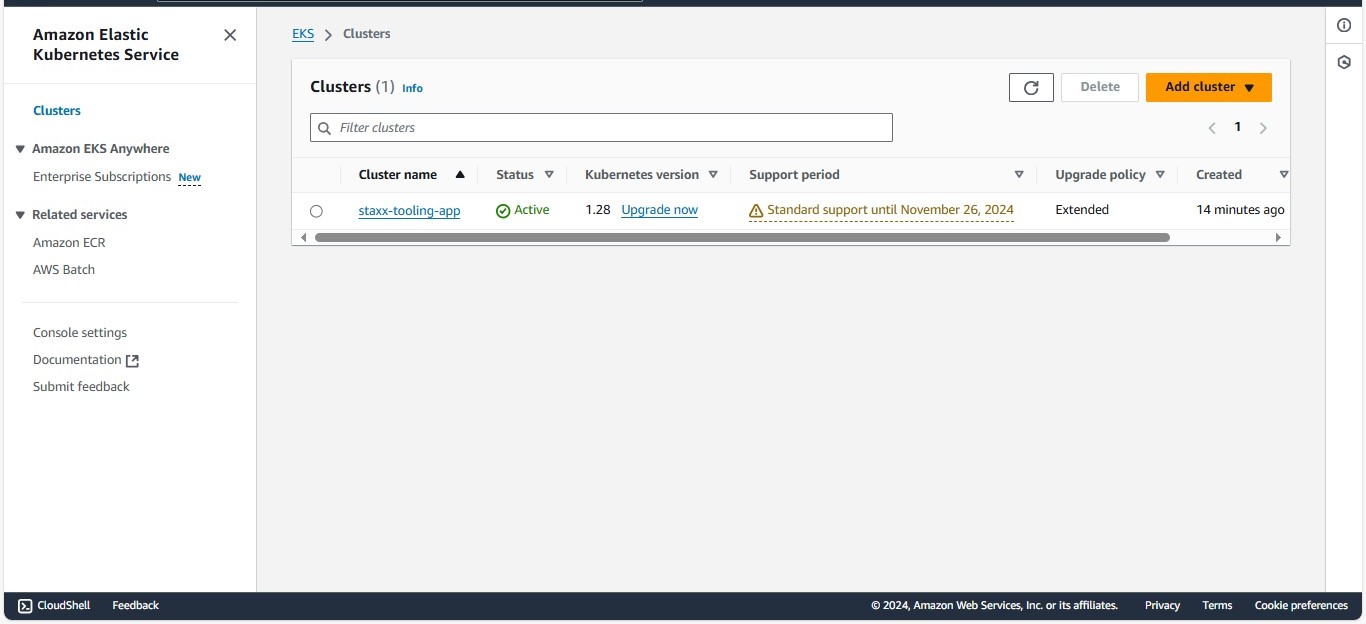 Amazon Elastic
Kubernetes Service
Clusters
Amazon EKS Anywhere
Enterprise Subscriptions New
Related services
Amazon ECR
AWS Batch
Console settings
Documentation
Submit feedback
EKS > Clusters
Clusters (1) Info
Delete
Add cluster
Filter clusters
1
Cluster name Status Kubernetes version Support period Upgrade policy Created
staxx-tooling-app Active 1.28 Upgrade now Standard support until November 26, 2024 Extended 14 minutes ago
CloudShell Feedback © 2024, Amazon Web Services, Inc. or its affiliates. Privacy Terms Cookie preferences